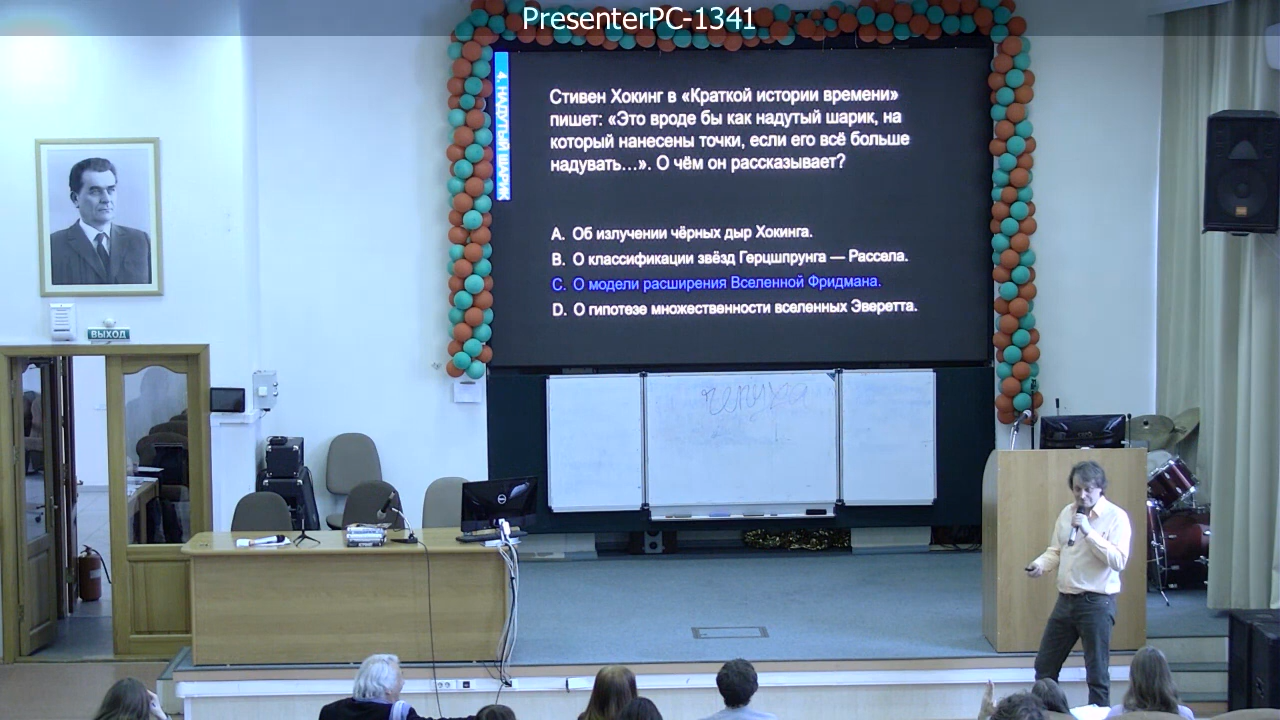 PresenterPC-1341
4. НАДУТЫЙ ШАРИК
Стивен Хокинг в «Краткой истории времени»
пишет: «Это вроде бы как надутый шарик, на
который нанесены точки, если его всё больше
надувать…». О чём он рассказывает?
A. Об излучении чёрных дыр Хокинга.
B. О классификации звёзд Герцшпрунга — Рассела.
C. О модели расширения Вселенной Фридмана.
D. О гипотезе множественности вселенных Эверетта.
ВЫХОД
чепуха
DELL